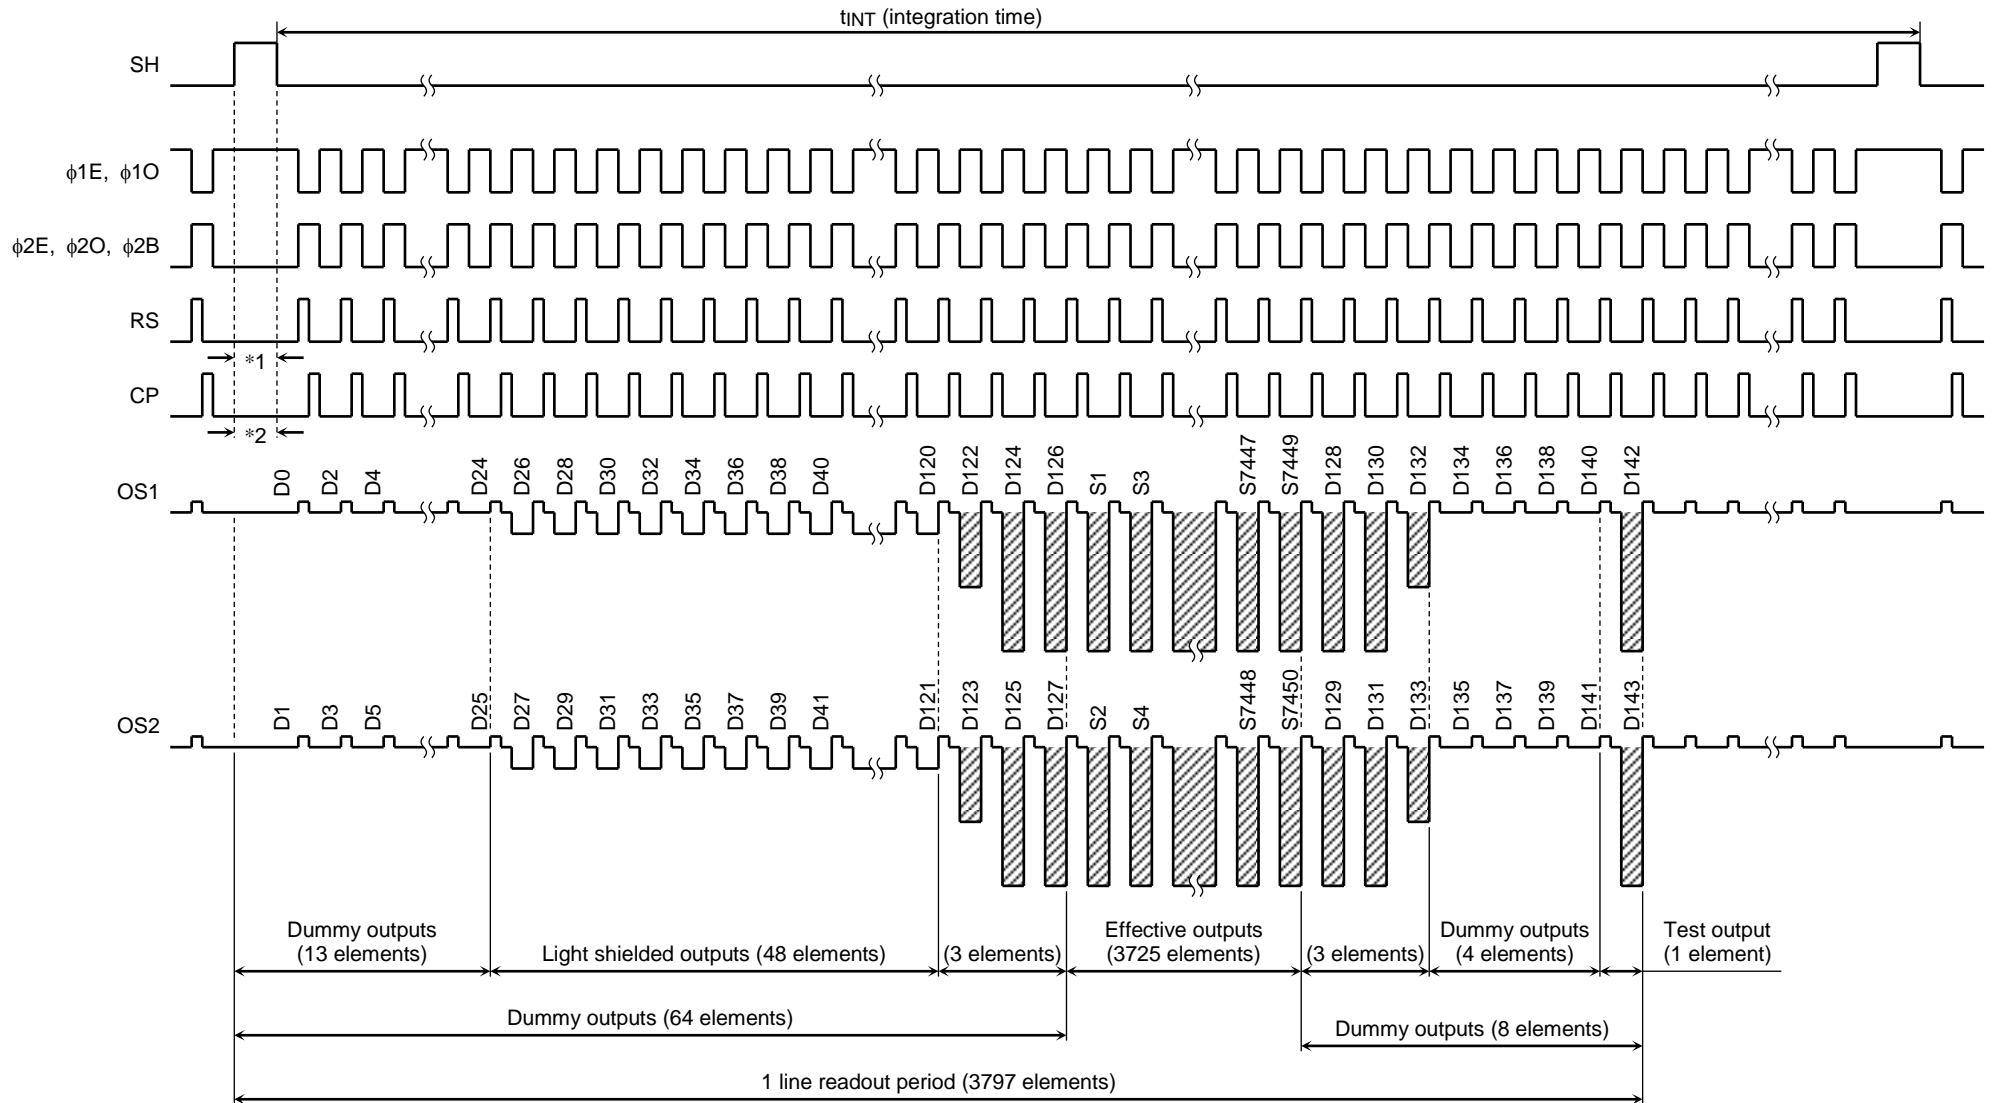 tINT (integration time)
SH
ϕ1E, ϕ1O
ϕ2E, ϕ2O, ϕ2B
RS
*1
CP
*2
OS1
D0 D2 D4 D24 D26 D28 D30 D32 D34 D36 D38 D40 D120 D122 D124 D126 S1 S3 S7447 S7449 D128 D130 D132 D134 D136 D138 D140 D142
OS2
D1 D3 D5 D25 D27 D29 D31 D33 D35 D37 D39 D41 D121 D123 D125 D127 S2 S4 S7448 S7450 D129 D131 D133 D135 D137 D139 D141 D143
Dummy outputs
(13 elements)
Light shielded outputs (48 elements)
(3 elements)
Effective outputs
(3725 elements)
(3 elements)
Dummy outputs
(4 elements)
Test output
(1 element)
Dummy outputs (64 elements)
Dummy outputs (8 elements)
1 line readout period (3797 elements)